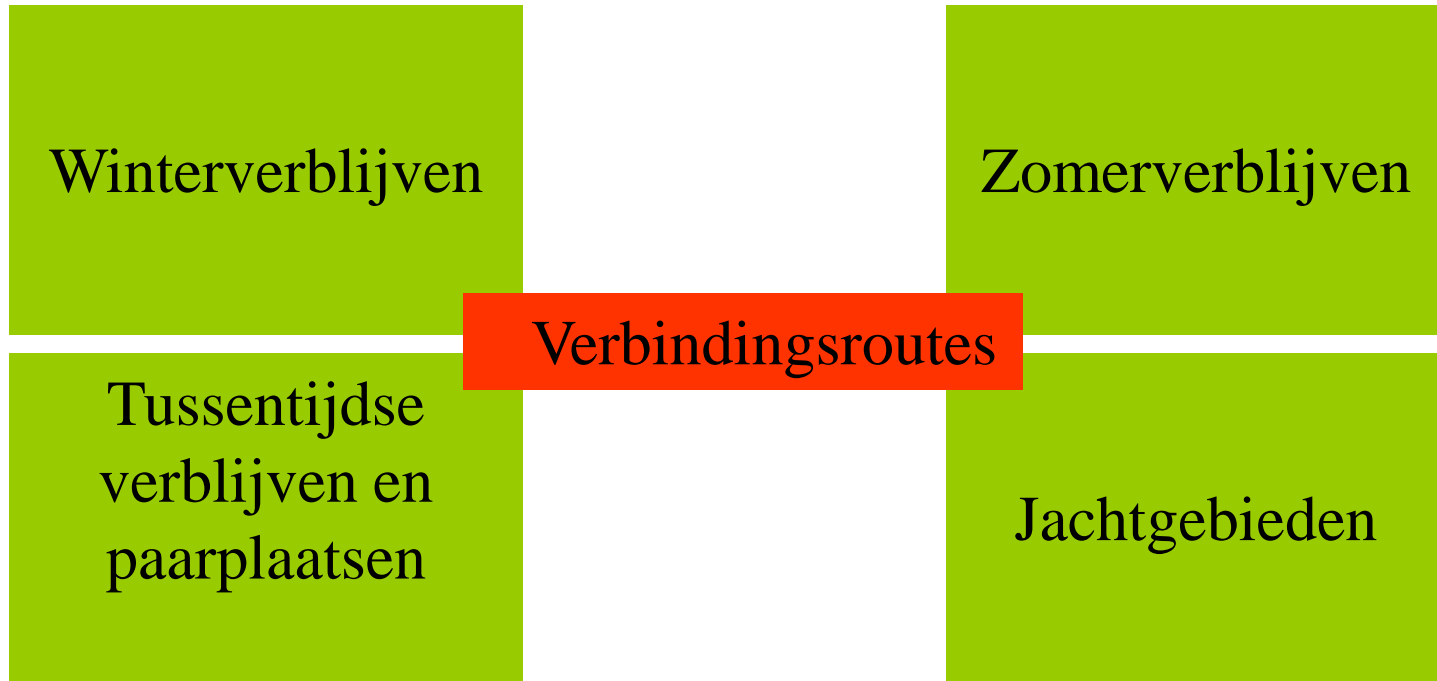 Winterverblijven
Zomerverblijven
Verbindingsroutes
Tussentijdse
verblijven en
paarplaatsen
Jachtgebieden